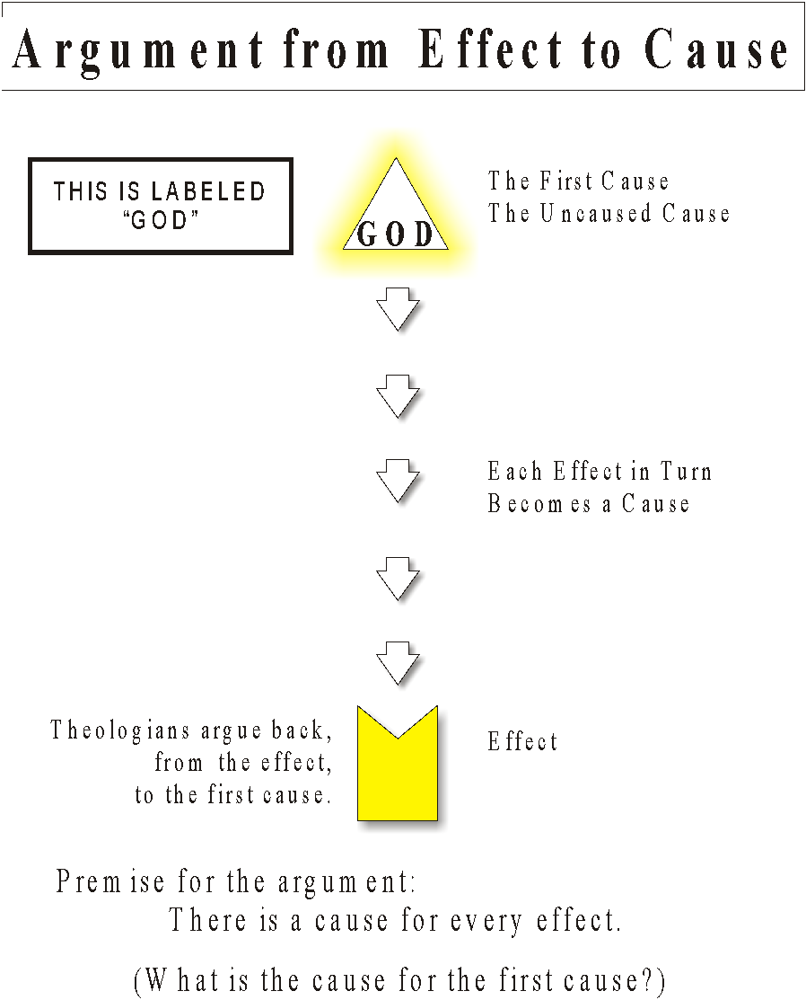 Argument from Effect to Cause
THIS IS LABELED
“GOD”
GOD
The First Cause
The Uncaused Cause
Each Effect in Turn
Becomes a Cause
Theologians argue back,
from the effect,
to the first cause.
Effect
Premise for the argument:
There is a cause for every effect.
(What is the cause for the first cause?)